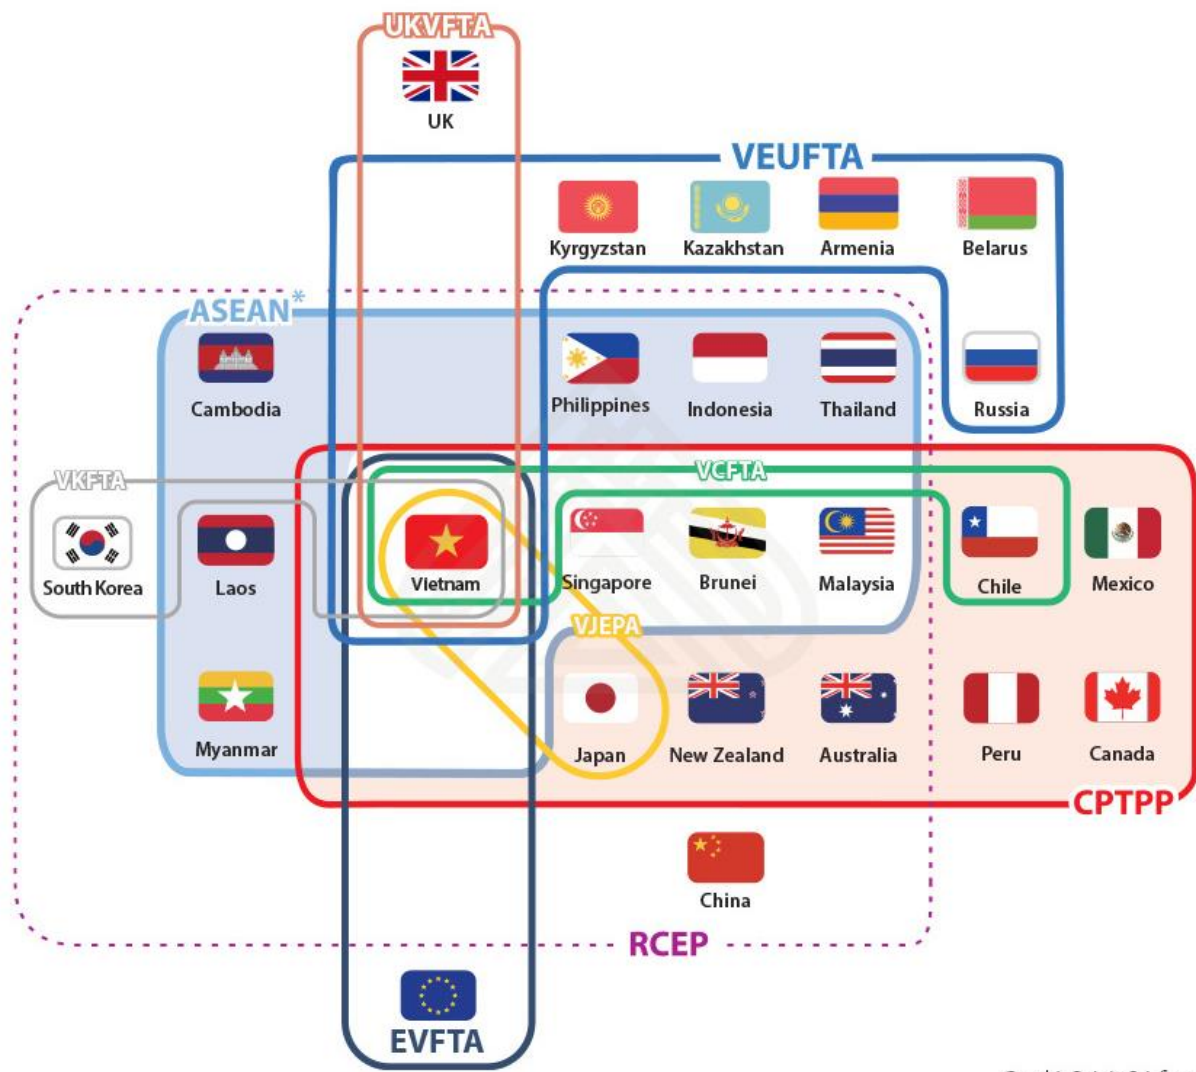 UKVFTA
UK
VEUFTA
Kyrgyzstan Kazakhstan Armenia Belarus
ASEAN*
Cambodia Philippines Indonesia Thailand Russia
VKFTA VCFTA
South Korea Laos Vietnam Singapore Brunei Malaysia Chile Mexico
VJEPA
Myanmar Japan New Zealand Australia Peru Canada
CPTPP
China
RCEP
EVFTA